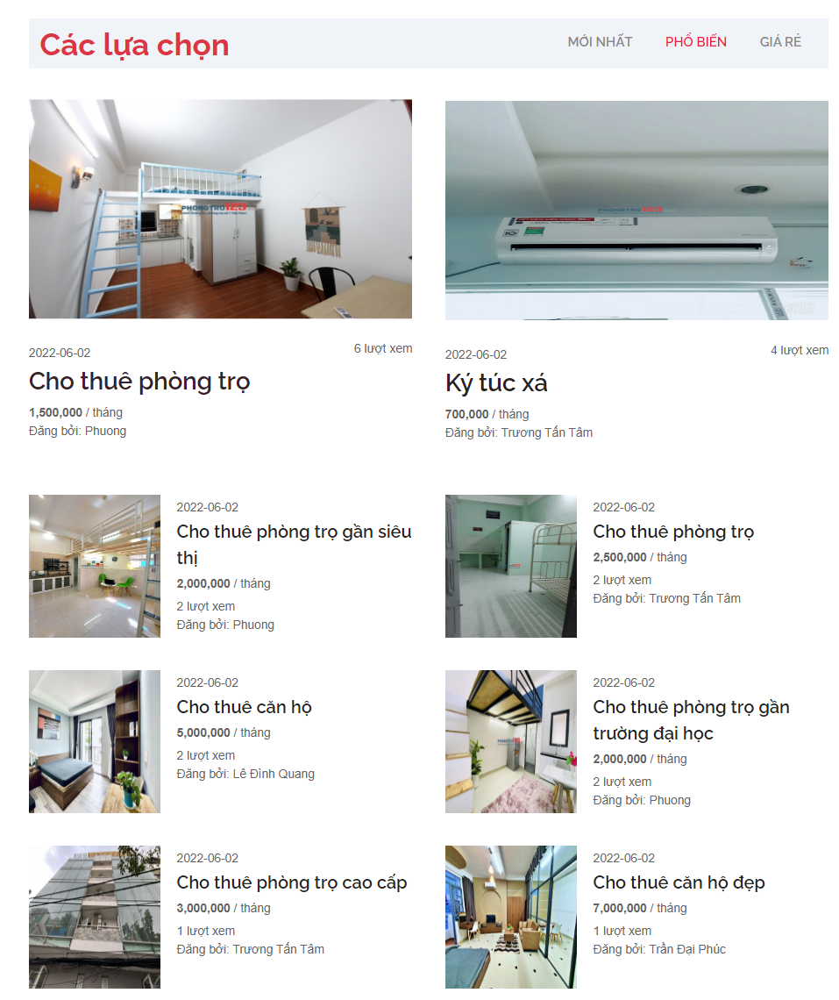 Các lựa chọn
MỚI NHẤT PHỔ BIẾN GIÁ RẺ
PHONGTRO123
PHONGTRO123
2022-06-02
6 lượt xem
Cho thuê phòng trọ
1,500,000 / tháng
Đăng bởi: Phuong
2022-06-02
4 lượt xem
Ký túc xá
700,000 / tháng
Đăng bởi: Trương Tấn Tâm
2022-06-02
Cho thuê phòng trọ gần siêu
thị
2,000,000 / tháng
2 lượt xem
Đăng bởi: Phuong
2022-06-02
Cho thuê phòng trọ
2,500,000 / tháng
2 lượt xem
Đăng bởi: Trương Tấn Tâm
2022-06-02
Cho thuê căn hộ
5,000,000 / tháng
2 lượt xem
Đăng bởi: Lê Đình Quang
2022-06-02
Cho thuê phòng trọ gần
trường đại học
2,000,000 / tháng
2 lượt xem
Đăng bởi: Phuong
2022-06-02
Cho thuê phòng trọ cao cấp
3,000,000 / tháng
1 lượt xem
Đăng bởi: Trương Tấn Tâm
2022-06-02
Cho thuê căn hộ đẹp
7,000,000 / tháng
1 lượt xem
Đăng bởi: Trần Đại Phúc